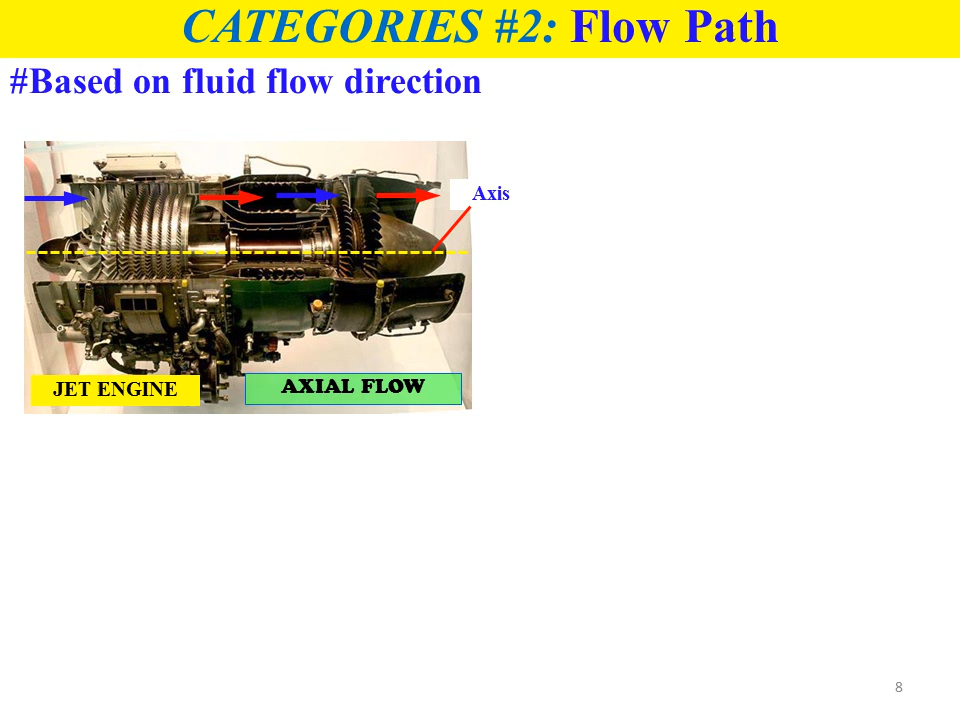 CATEGORIES #2: Flow Path
#Based on fluid flow direction
Axis
JET ENGINE
AXIAL FLOW
8